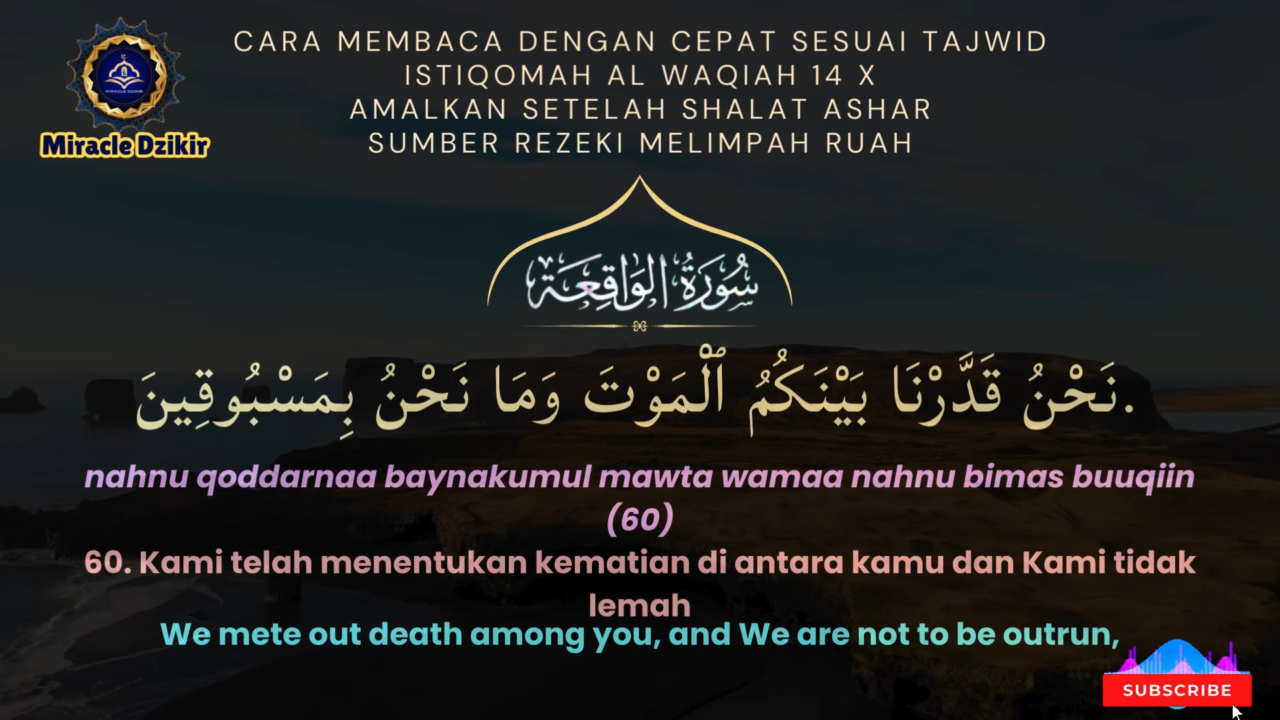 CARA MEMBACA DENGAN CEPAT SESUAI TAJWID
ISTIQOMAH AL WAQIAH 14 X
AMALKAN SETELAH SHALAT ASHAR
SUMBER REZEKI MELIMPAH RUAH
MIRACLE DZIKIR
Miracle Dzikir
سُورَةُ الوَاقِعَة
نَحْنُ قَدَّرْنَا بَيْنَكُمُ ٱلْمَوْتَ وَمَا نَحْنُ بِمَسْبُوقِينَ.
nahnu qoddarnaa baynakumul mawta wamaa nahnu bimas buuqiin
(60)
60. Kami telah menentukan kematian di antara kamu dan Kami tidak
lemah
We mete out death among you, and We are not to be outrun,
SUBSCRIBE